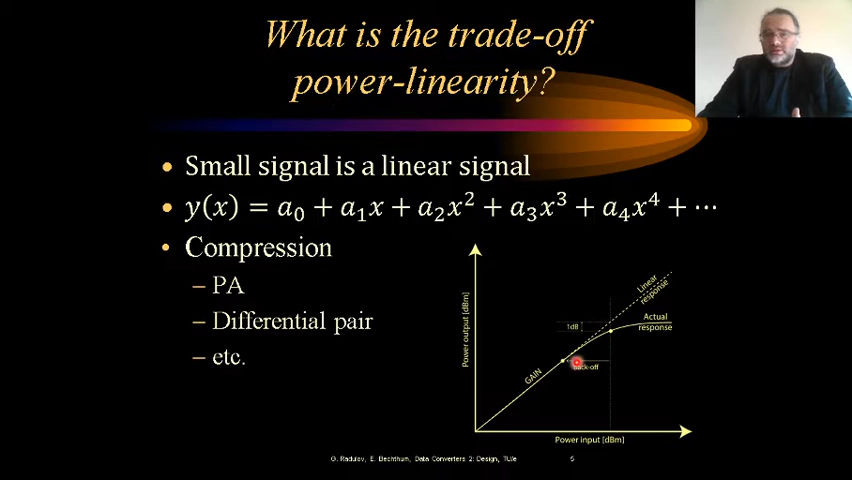 What is the trade-off
power-linearity?
• Small signal is a linear signal
• y(x) = a₀ + a₁x + a₂x² + a₃x³ + a₄x⁴ + ⋯
• Compression
– PA
– Differential pair
– etc.
Power output [dBm]
Linear
response
1dB
Actual
response
GAIN
back-off
Power input [dBm]
G. Radulov, E. Bechthum, Data Converters 2: Design, TU/e
5